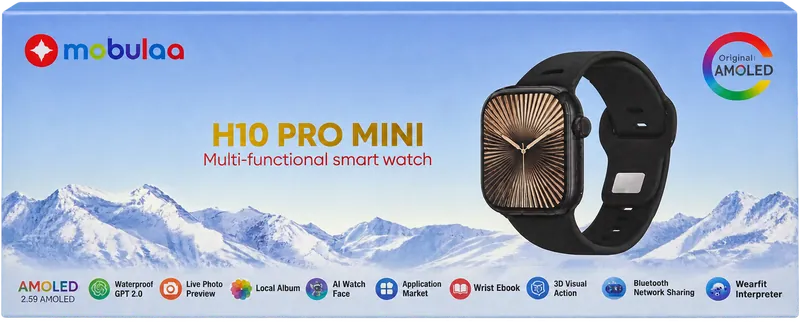 mobulaa
Original:
AMOLED
H10 PRO MINI
Multi-functional smart watch
AMOLED
2.59 AMOLED
Waterproof
GPT 2.0
Live Photo
Preview
Local Album
AI Watch
Face
Application
Market
Wrist Ebook
3D Visual
Action
Bluetooth
Network Sharing
Wearfit
Interpreter